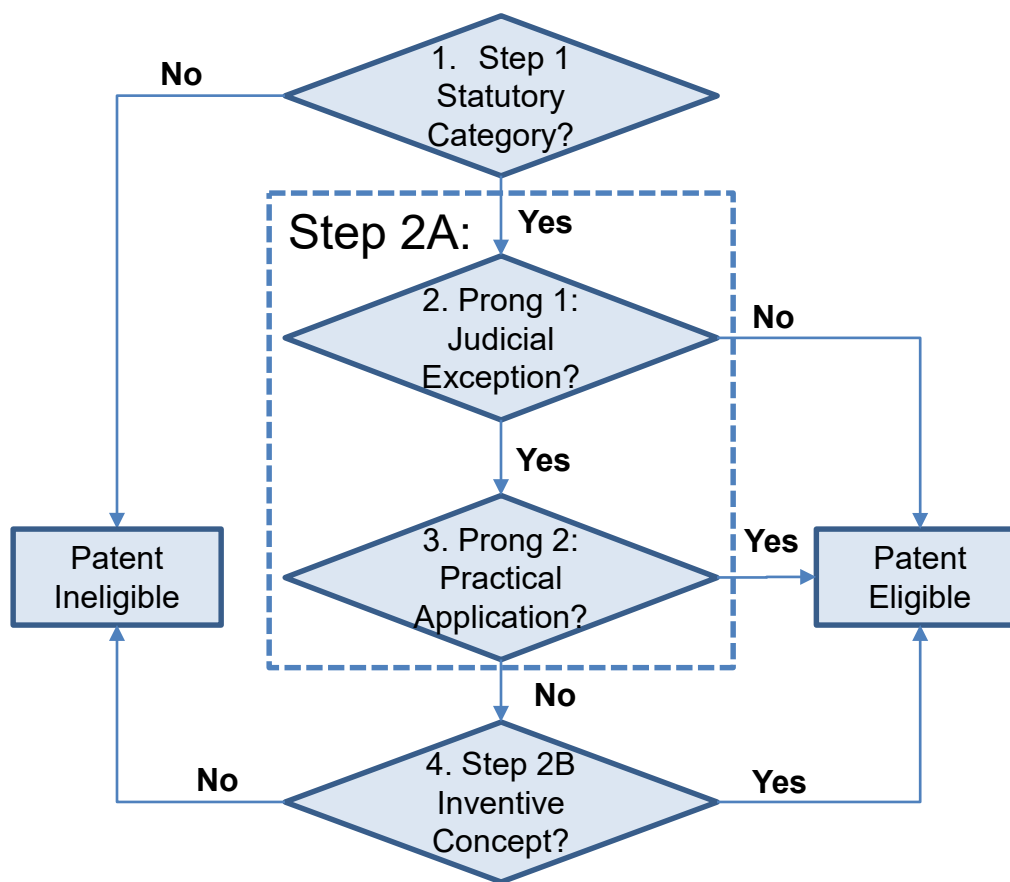 1. Step 1
Statutory
Category?
No
Yes
Step 2A:
2. Prong 1:
Judicial
Exception?
No
Yes
3. Prong 2:
Practical
Application?
Yes
Patent
Ineligible
Patent
Eligible
No
4. Step 2B
Inventive
Concept?
No
Yes